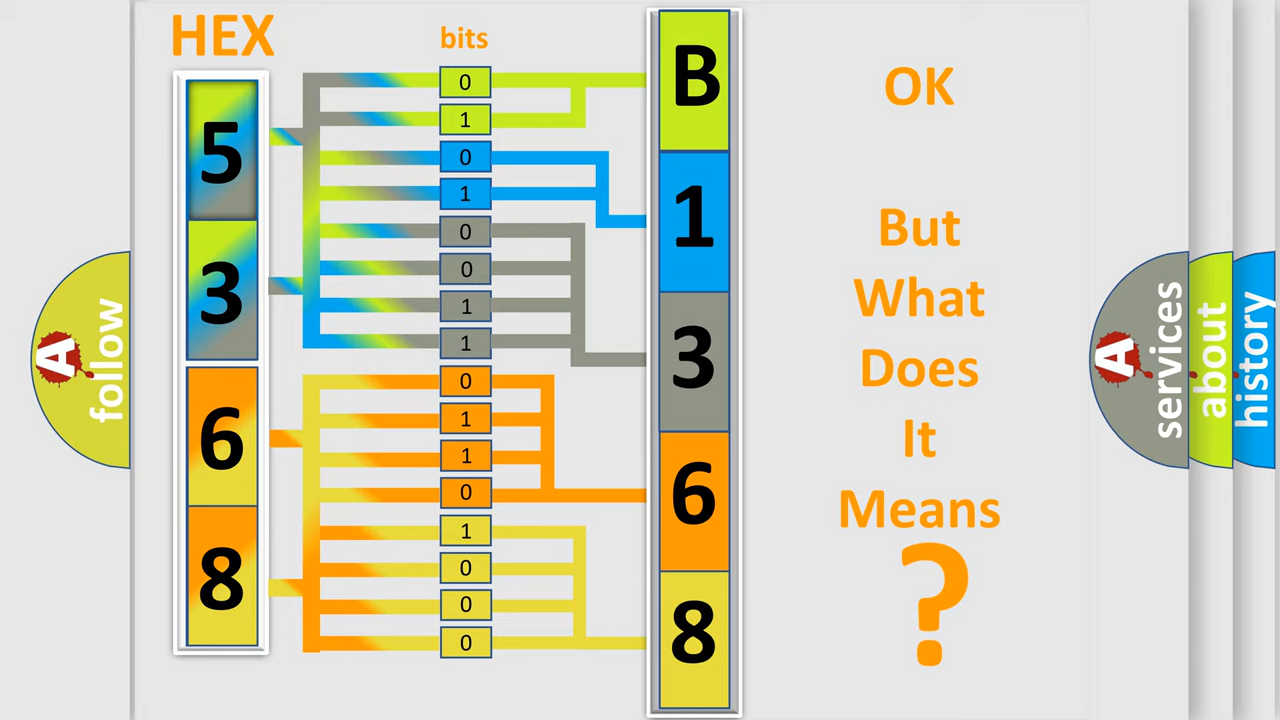 HEX
bits
5
3
6
8
0
1
0
1
0
0
1
1
0
1
1
0
1
0
0
0
B
1
3
6
8
OK
But
What
Does
It
Means
?
A
follow
A
services
about
history